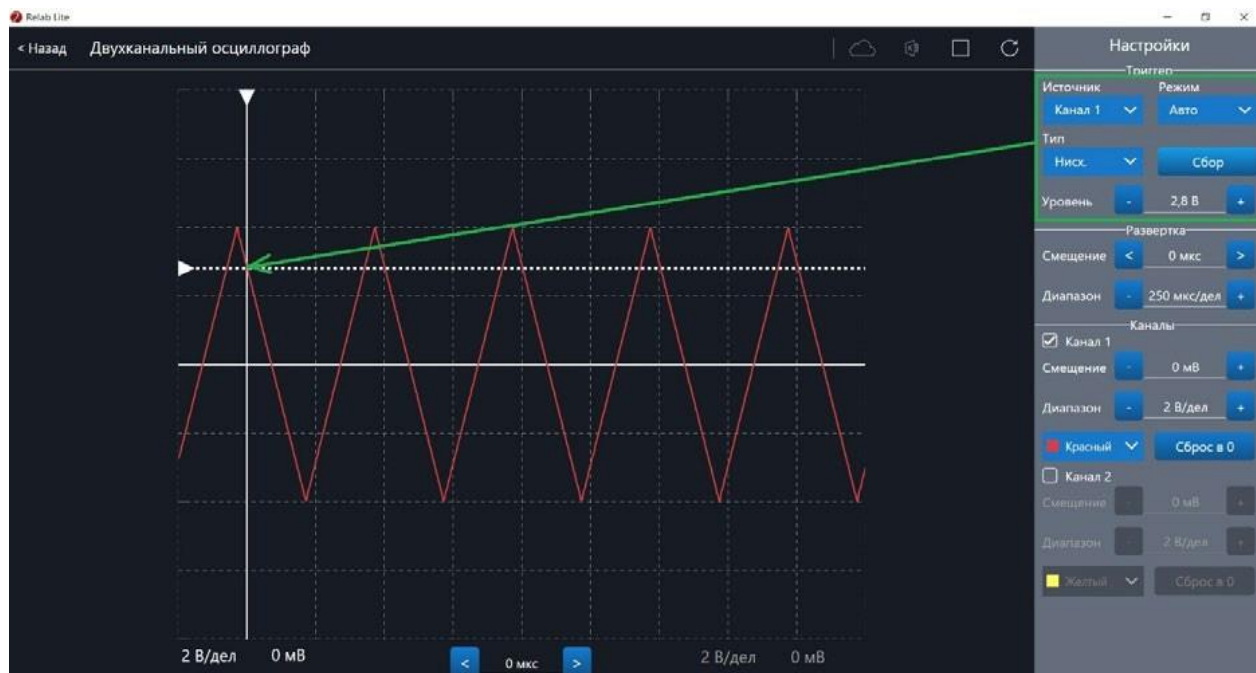 Relab Lite
< Назад Двухканальный осциллограф
Настройки
Триггер
Источник Режим
Канал 1 Авто
Тип
Нисх. Сбор
Уровень - 2,8 В +
Развертка
Смещение < 0 мкс >
Диапазон - 250 мкс/дел +
Каналы
Канал 1
Смещение - 0 мВ +
Диапазон - 2 В/дел +
Красный Сброс в 0
Канал 2
Смещение - 0 мВ +
Диапазон - 2 В/дел +
Желтый Сброс в 0
2 В/дел 0 мВ < 0 мкс > 2 В/дел 0 мВ